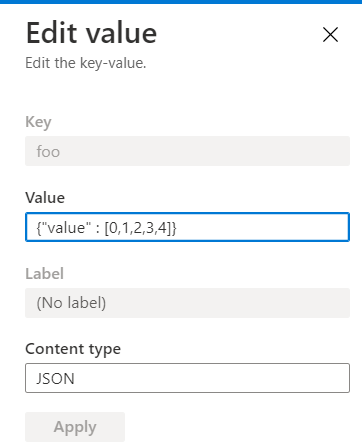 Edit value
Edit the key-value.
Key
foo
Value
{"value" : [0,1,2,3,4]}
Label
(No label)
Content type
JSON
Apply